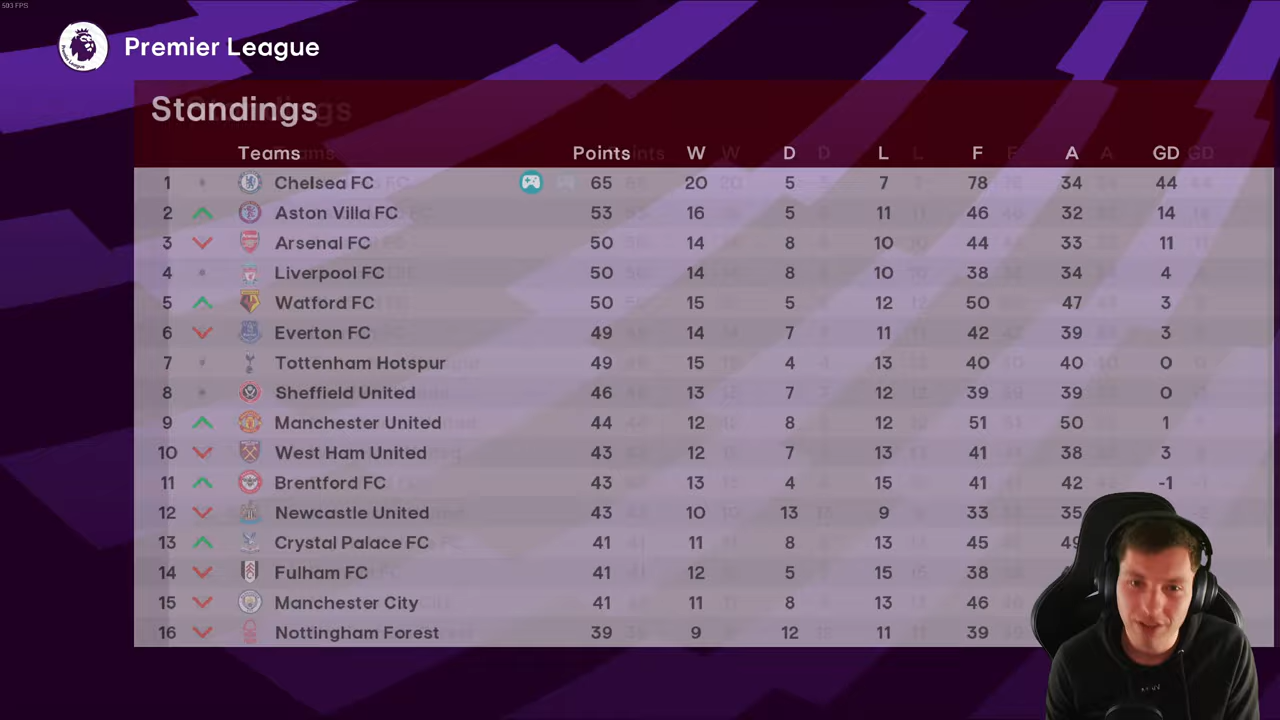 503 FPS
Premier League
Standings
Teams Points W D L F A GD
1 Chelsea FC 65 20 5 7 78 34 44
2 Aston Villa FC 53 16 5 11 46 32 14
3 Arsenal FC 50 14 8 10 44 33 11
4 Liverpool FC 50 14 8 10 38 34 4
5 Watford FC 50 15 5 12 50 47 3
6 Everton FC 49 14 7 11 42 39 3
7 Tottenham Hotspur 49 15 4 13 40 40 0
8 Sheffield United 46 13 7 12 39 39 0
9 Manchester United 44 12 8 12 51 50 1
10 West Ham United 43 12 7 13 41 38 3
11 Brentford FC 43 13 4 15 41 42 -1
12 Newcastle United 43 10 13 9 33 35
13 Crystal Palace FC 41 11 8 13 45 49
14 Fulham FC 41 12 5 15 38
15 Manchester City 41 11 8 13 46
16 Nottingham Forest 39 9 12 11 39